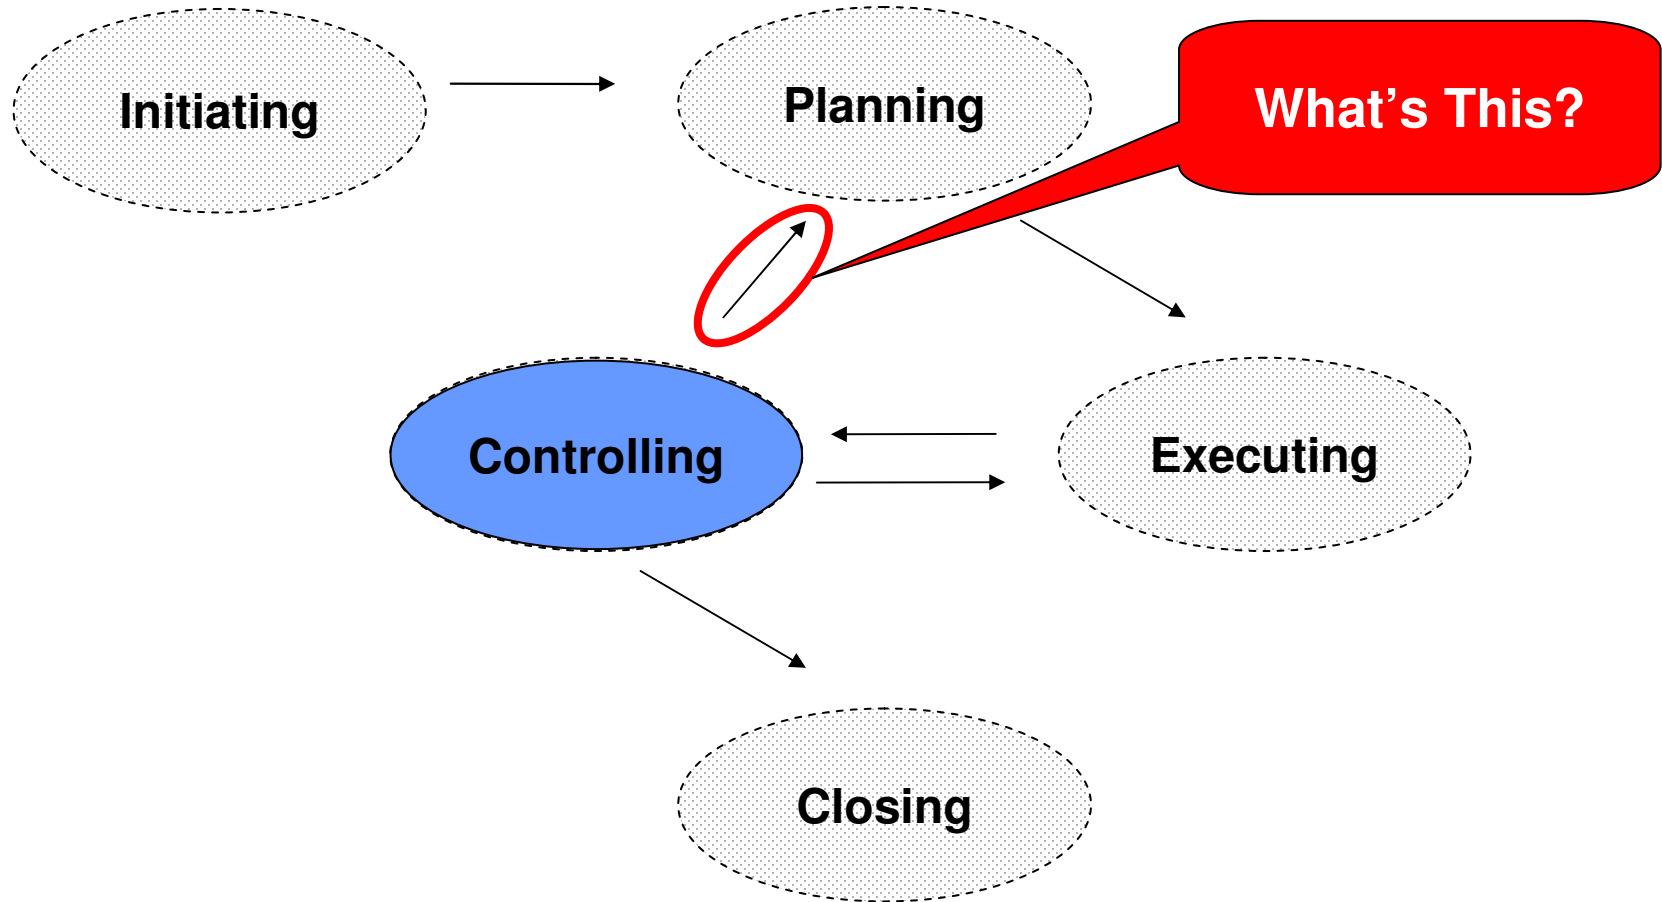 Initiating
Planning
What’s This?
Controlling
Executing
Closing